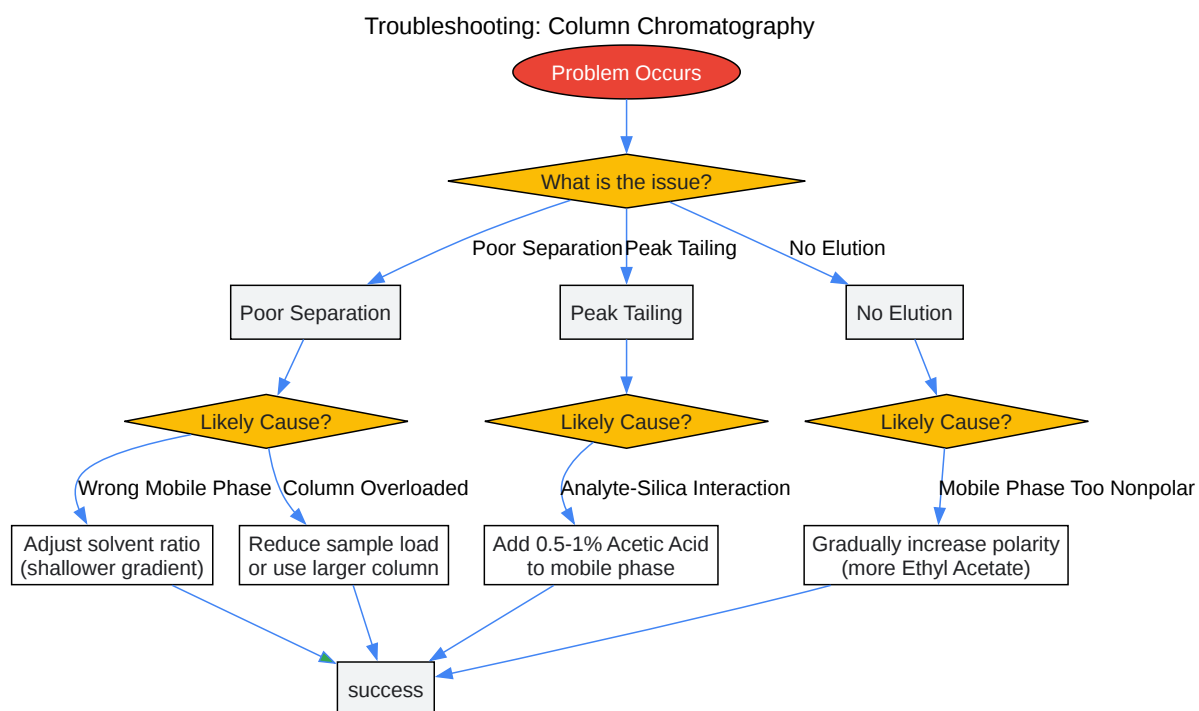 Troubleshooting: Column Chromatography
Problem Occurs
What is the issue?
Poor Separation
Peak Tailing
No Elution
Poor Separation
Peak Tailing
No Elution
Likely Cause?
Likely Cause?
Likely Cause?
Wrong Mobile Phase
Column Overloaded
Analyte-Silica Interaction
Mobile Phase Too Nonpolar
Adjust solvent ratio
(shallower gradient)
Reduce sample load
or use larger column
Add 0.5-1% Acetic Acid
to mobile phase
Gradually increase polarity
(more Ethyl Acetate)
success